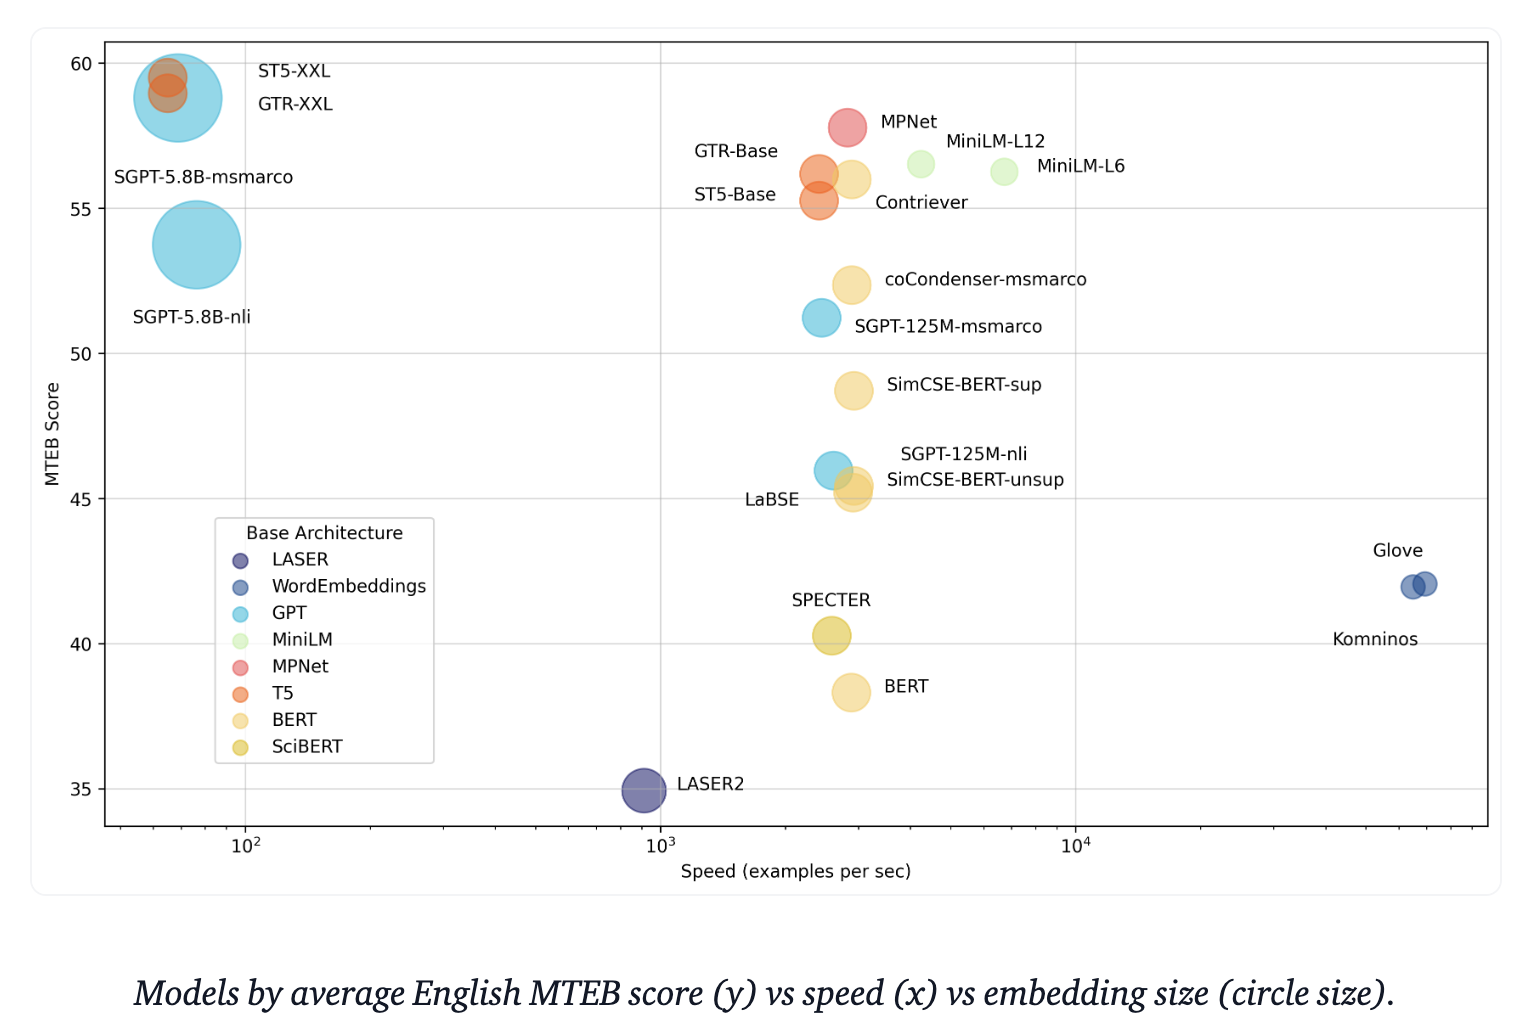 60
55
50
45
40
35
MTEB Score
ST5-XXL
GTR-XXL
SGPT-5.8B-msmarco
SGPT-5.8B-nli
MPNet
MiniLM-L12
GTR-Base
MiniLM-L6
ST5-Base
Contriever
coCondenser-msmarco
SGPT-125M-msmarco
SimCSE-BERT-sup
SGPT-125M-nli
SimCSE-BERT-unsup
LaBSE
Glove
Komninos
SPECTER
BERT
LASER2
Base Architecture
LASER
WordEmbeddings
GPT
MiniLM
MPNet
T5
BERT
SciBERT
10²
10³
10⁴
Speed (examples per sec)
Models by average English MTEB score (y) vs speed (x) vs embedding size (circle size).